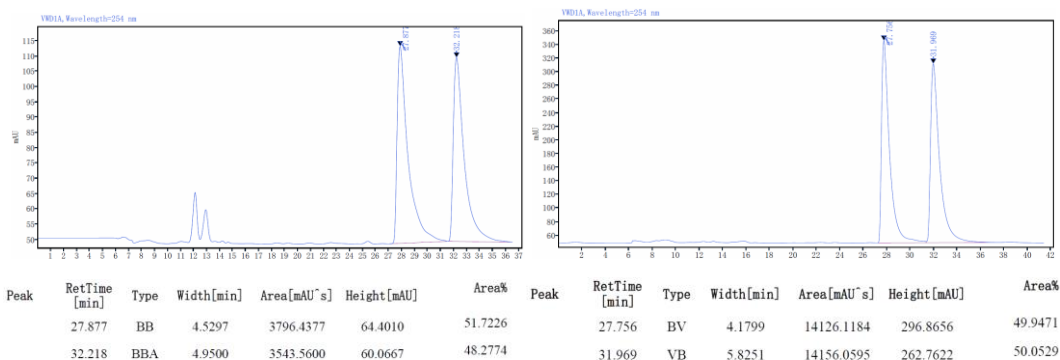 VWD1A,Wavelength=254 nm
mAU
115
110
105
100
95
90
85
80
75
70
65
60
55
50
27.877
32.218
1 2 3 4 5 6 7 8 9 10 11 12 13 14 15 16 17 18 19 20 21 22 23 24 25 26 27 28 29 30 31 32 33 34 35 36 37
Peak RetTime [min] Type Width[min] Area[mAU^s] Height[mAU] Area%
27.877 BB 4.5297 3796.4377 64.4010 51.7226
32.218 BBA 4.9500 3543.5600 60.0667 48.2774
VWD1A,Wavelength=254 nm
mAU
360
340
320
300
280
260
240
220
200
180
160
140
120
100
80
60
27.756
31.969
2 4 6 8 10 12 14 16 18 20 22 24 26 28 30 32 34 36 38 40 42
Peak RetTime [min] Type Width[min] Area[mAU^s] Height[mAU] Area%
27.756 BV 4.1799 14126.1184 296.8656 49.9471
31.969 VB 5.8251 14156.0595 262.7622 50.0529